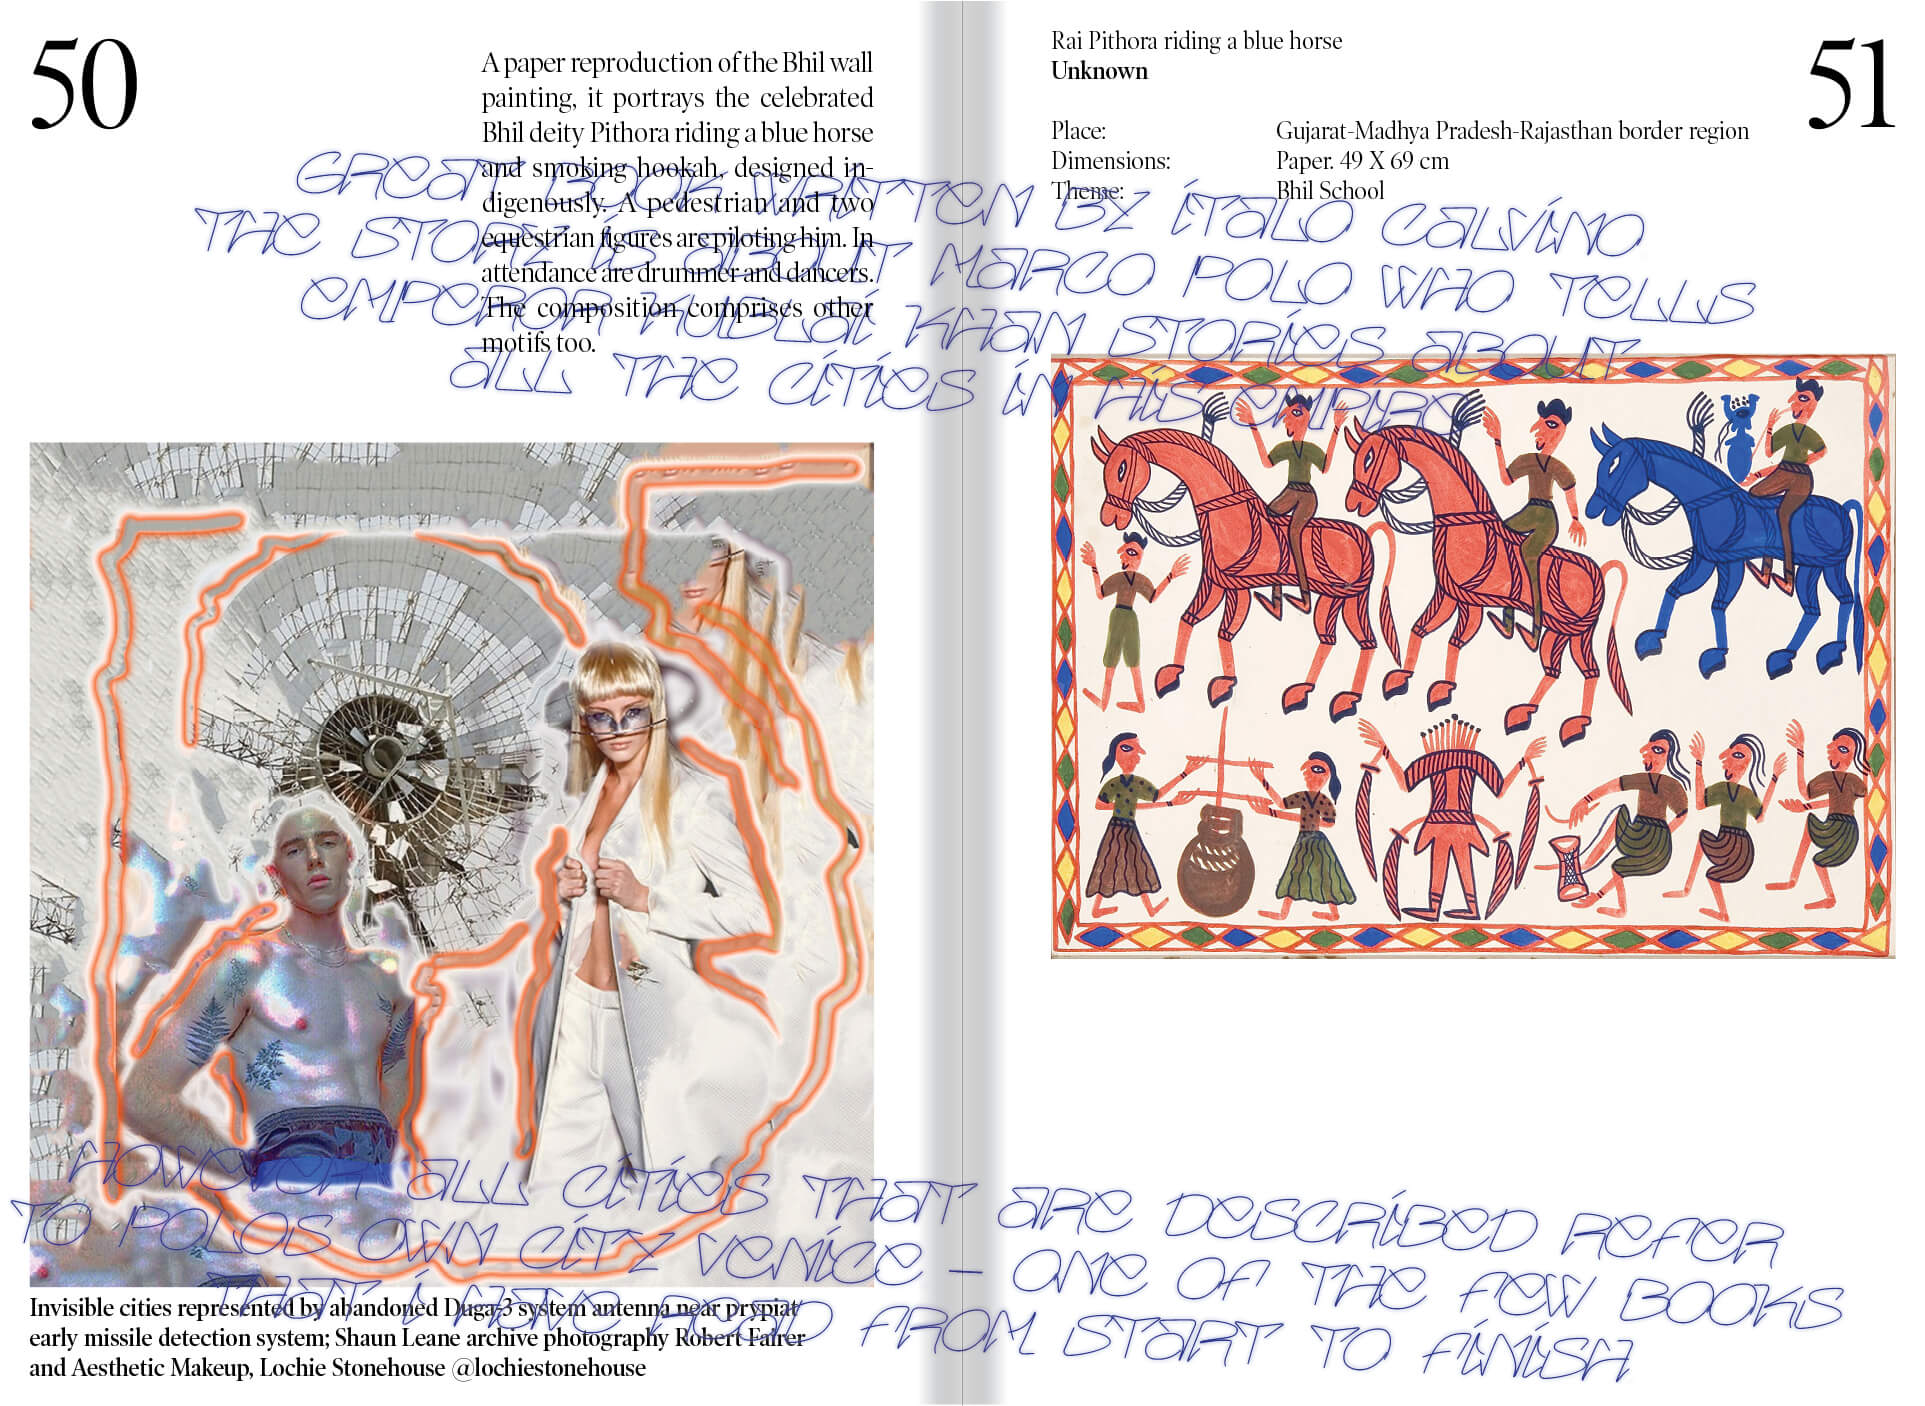 50
A paper reproduction of the Bhil wall
painting, it portrays the celebrated
Bhil deity Pithora riding a blue horse
and smoking hookah, designed in-
digenously. A pedestrian and two
equestrian figures are piloting him. In
attendance are drummer and dancers.
The composition comprises other
motifs too.
Rai Pithora riding a blue horse
Unknown
51
Place: Gujarat-Madhya Pradesh-Rajasthan border region
Dimensions: Paper. 49 X 69 cm
Theme: Bhil School
GREAT BOOK WRITTEN BY ITALO CALVINO
THE STORY IS ABOUT MARCO POLO WHO TELLS
EMPEROR KUBLAI KHAN STORIES ABOUT
ALL THE CITIES IN HIS EMPIRE
HOWEVER ALL CITIES THAT ARE DESCRIBED REFER
TO POLOS OWN CITY VENICE – ONE OF THE FEW BOOKS
THAT I HAVE READ FROM START TO FINISH
Invisible cities represented by abandoned Duga-3 system antenna near prypiat
early missile detection system; Shaun Leane archive photography Robert Fairer
and Aesthetic Makeup, Lochie Stonehouse @lochiestonehouse